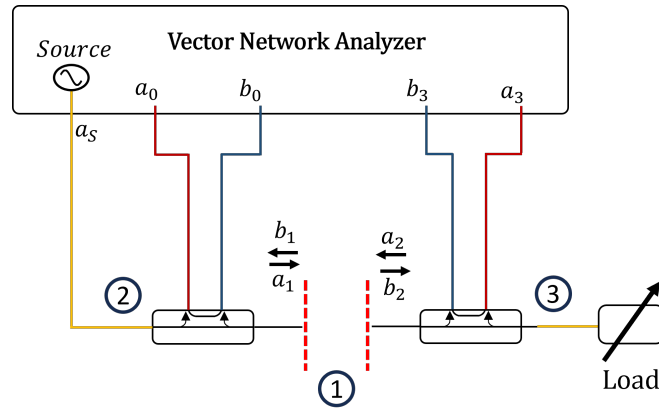 Vector Network Analyzer
Source
a₀
b₀
b₃
a₃
aₛ
b₁
a₁
a₂
b₂
2
3
1
Load